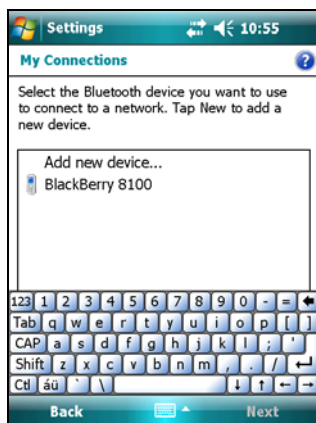 Settings 10:55
My Connections ?
Select the Bluetooth device you want to use
to connect to a network. Tap New to add a
new device.
Add new device...
BlackBerry 8100
123 1 2 3 4 5 6 7 8 9 0 - =
Tab q w e r t y u i o p [ ]
CAP a s d f g h j k l ; '
Shift z x c v b n m , . /
Ctl áü ` \
Back Next